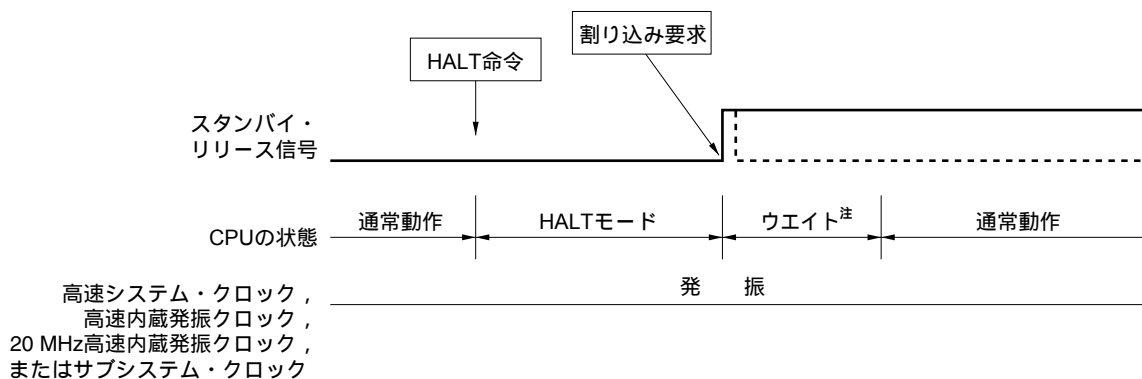 割り込み要求
HALT命令
スタンバイ・
リリース信号
CPUの状態
通常動作
HALTモード
ウエイト注
通常動作
発 振
高速システム・クロック，
高速内蔵発振クロック，
20 MHz高速内蔵発振クロック，
またはサブシステム・クロック